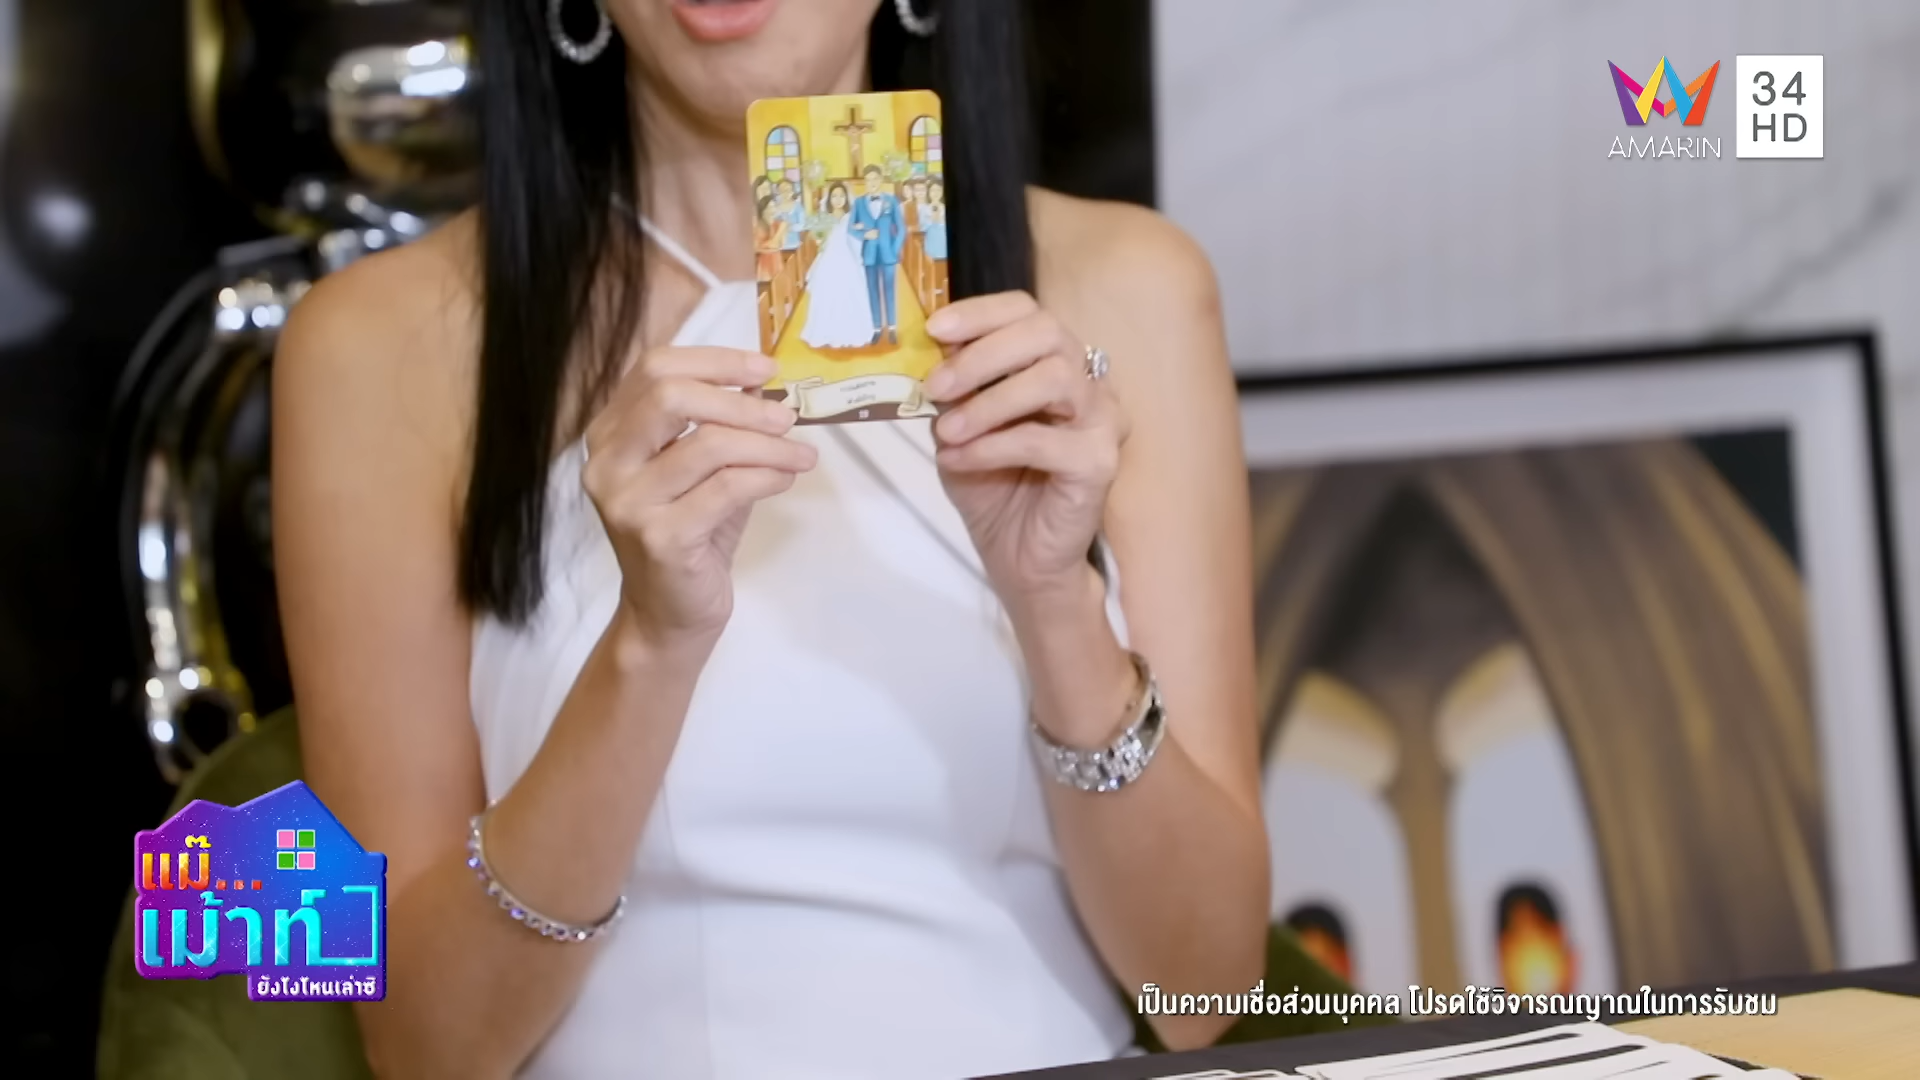 AMARIN
34
HD
แม๊...
เม้าท์
ยังไงไหนเล่าซิ
เป็นความเชื่อส่วนบุคคล โปรดใช้วิจารณญาณในการรับชม